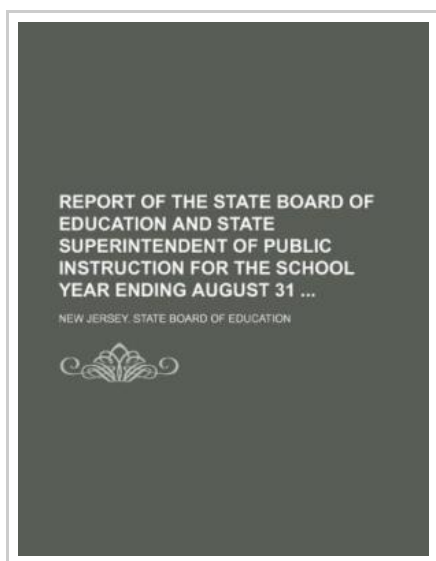 REPORT OF THE STATE BOARD OF
EDUCATION AND STATE
SUPERINTENDENT OF PUBLIC
INSTRUCTION FOR THE SCHOOL
YEAR ENDING AUGUST 31 ...
NEW JERSEY. STATE BOARD OF EDUCATION